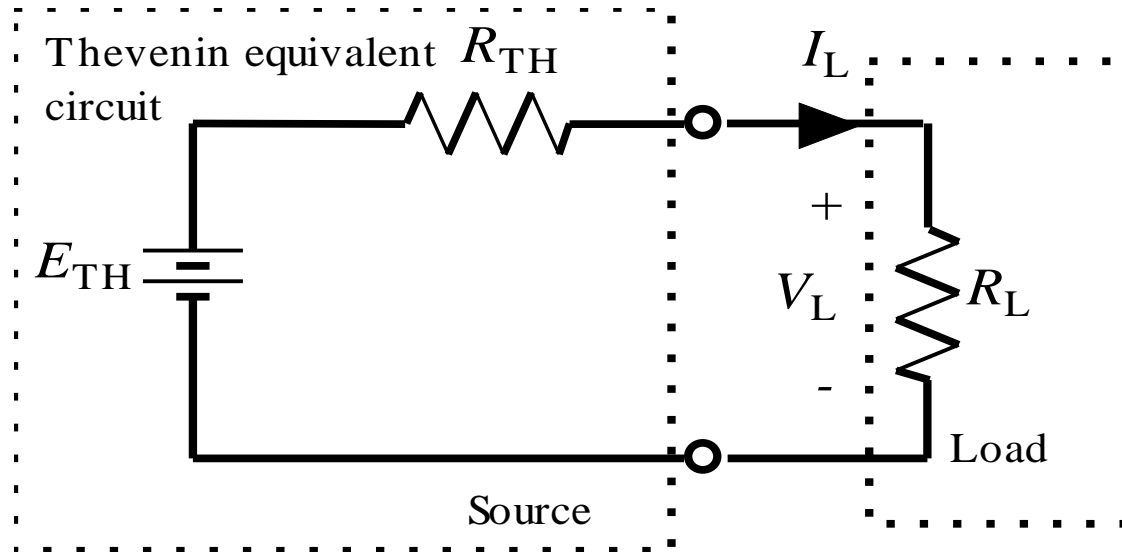 Thevenin equivalent
circuit
R_TH
I_L
E_TH
+
V_L
-
R_L
Load
Source